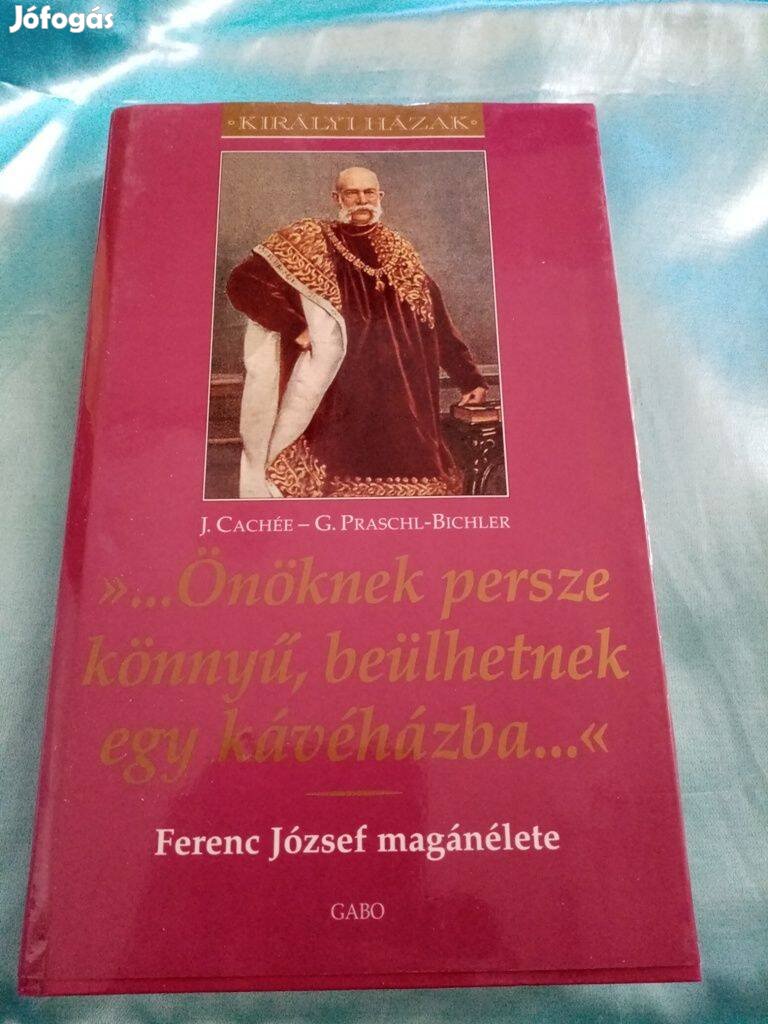 Jófogás
KIRÁLYI HÁZAK
J. CACHÉE – G. PRASCHL-BICHLER
»...Önöknek persze
könnyű, beülhetnek
egy kávéházba...«
Ferenc József magánélete
GABO